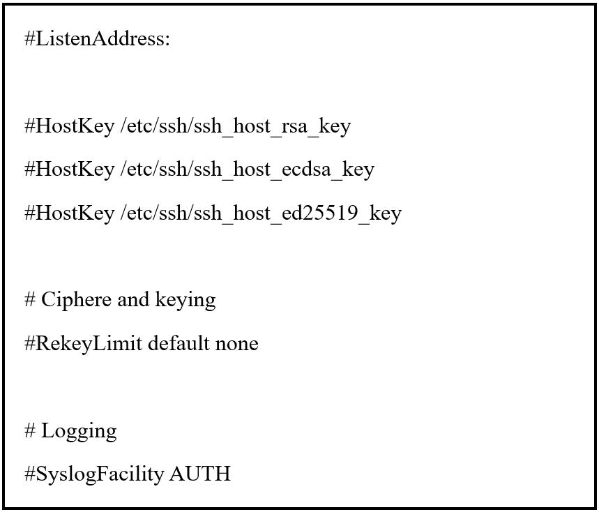 #ListenAddress:
#HostKey /etc/ssh/ssh_host_rsa_key
#HostKey /etc/ssh/ssh_host_ecdsa_key
#HostKey /etc/ssh/ssh_host_ed25519_key
# Ciphere and keying
#RekeyLimit default none
# Logging
#SyslogFacility AUTH